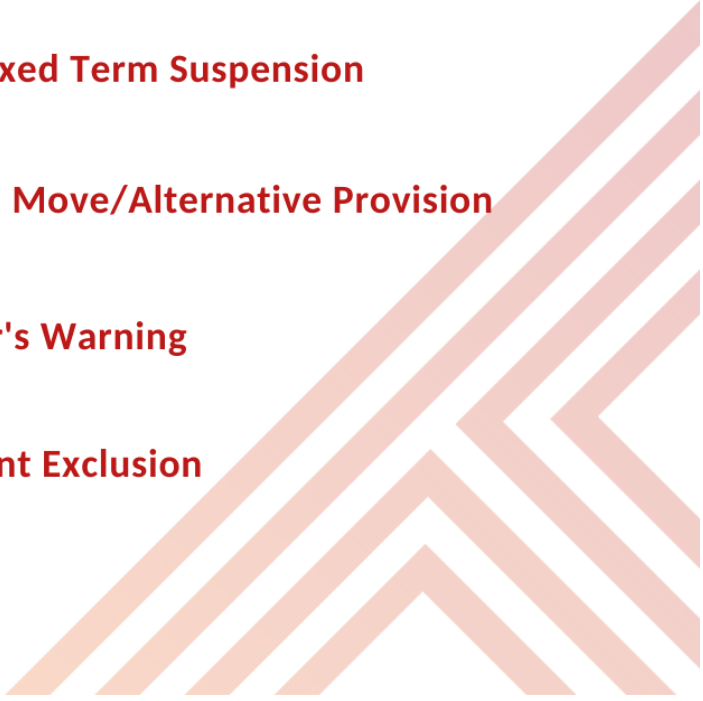 xed Term Suspension
Move/Alternative Provision
r's Warning
nt Exclusion